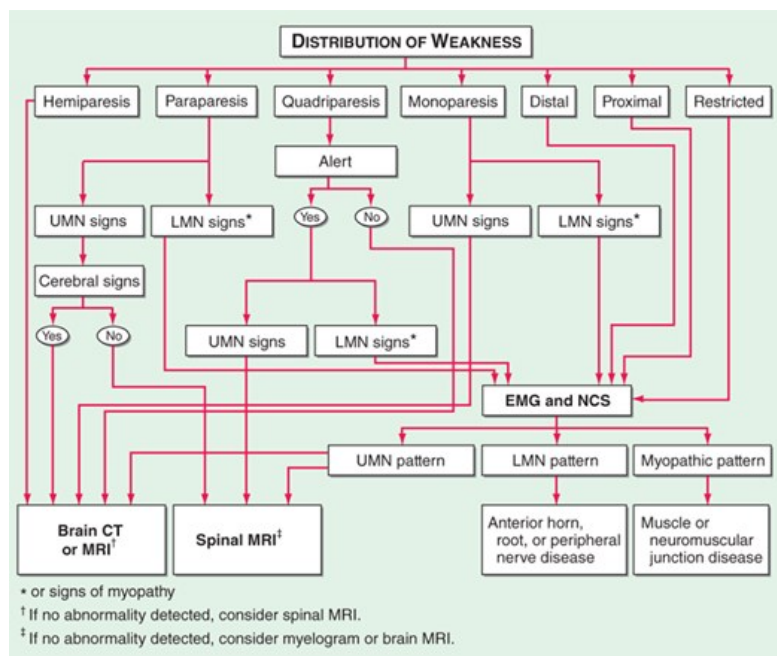 DISTRIBUTION OF WEAKNESS
Hemiparesis
Paraparesis
Quadriparesis
Monoparesis
Distal
Proximal
Restricted
Alert
Yes
No
UMN signs
LMN signs*
UMN signs
LMN signs*
Cerebral signs
Yes
No
UMN signs
LMN signs*
EMG and NCS
UMN pattern
LMN pattern
Myopathic pattern
Brain CT
or MRI†
Spinal MRI‡
Anterior horn,
root, or peripheral
nerve disease
Muscle or
neuromuscular
junction disease
* or signs of myopathy
† If no abnormality detected, consider spinal MRI.
‡ If no abnormality detected, consider myelogram or brain MRI.